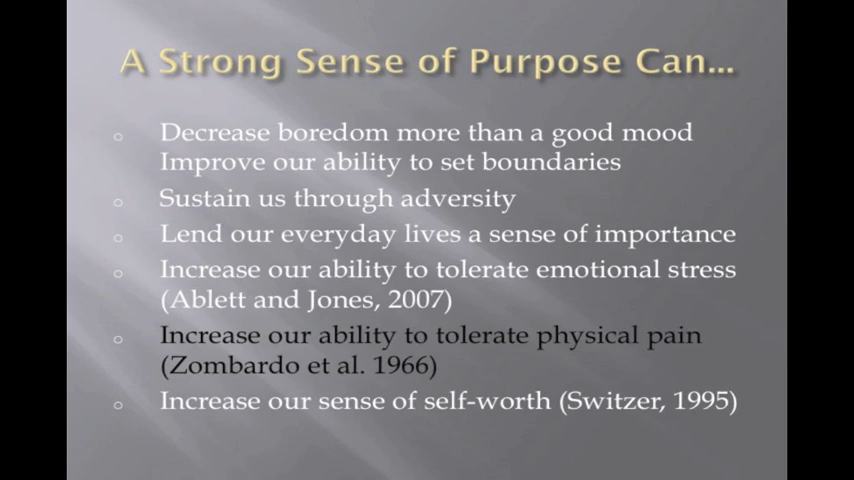 A Strong Sense of Purpose Can...
Decrease boredom more than a good mood
Improve our ability to set boundaries
Sustain us through adversity
Lend our everyday lives a sense of importance
Increase our ability to tolerate emotional stress
(Ablett and Jones, 2007)
Increase our ability to tolerate physical pain
(Zombardo et al. 1966)
Increase our sense of self-worth (Switzer, 1995)